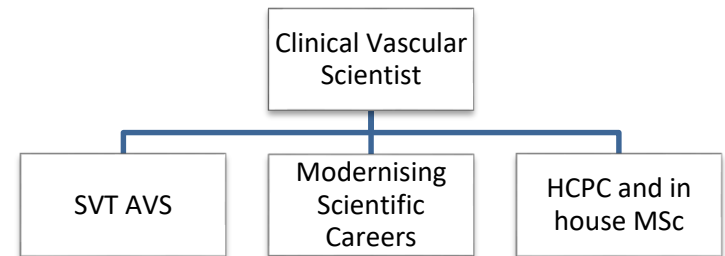 Clinical Vascular
Scientist
SVT AVS
Modernising
Scientific
Careers
HCPC and in
house MSc